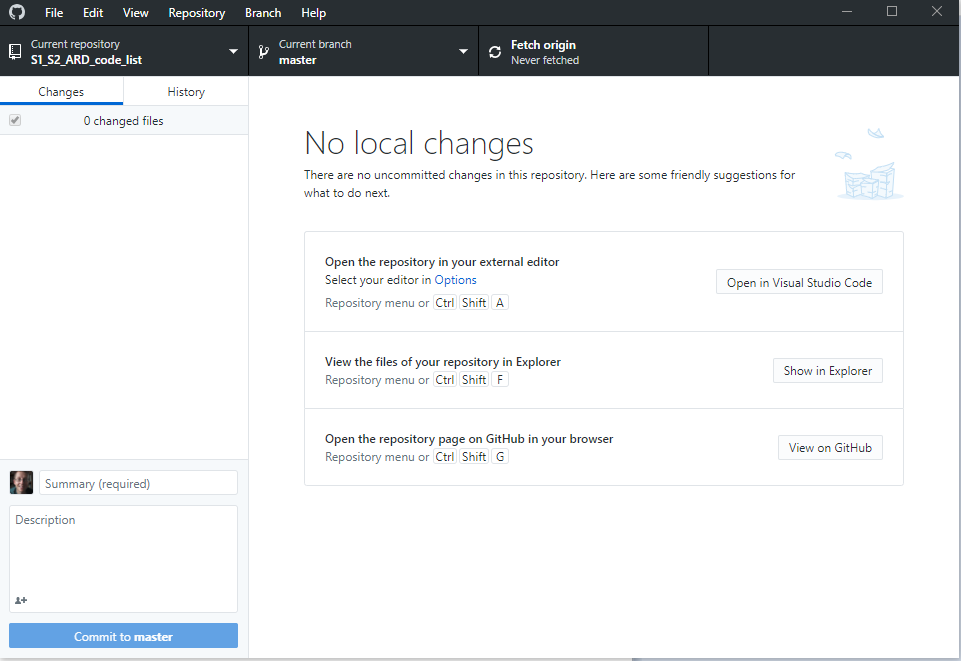 File Edit View Repository Branch Help
Current repository
S1_S2_ARD_code_list
Current branch
master
Fetch origin
Never fetched
Changes
History
0 changed files
No local changes
There are no uncommitted changes in this repository. Here are some friendly suggestions for
what to do next.
Open the repository in your external editor
Select your editor in Options
Repository menu or Ctrl Shift A
Open in Visual Studio Code
View the files of your repository in Explorer
Repository menu or Ctrl Shift F
Show in Explorer
Open the repository page on GitHub in your browser
Repository menu or Ctrl Shift G
View on GitHub
Summary (required)
Description
Commit to master